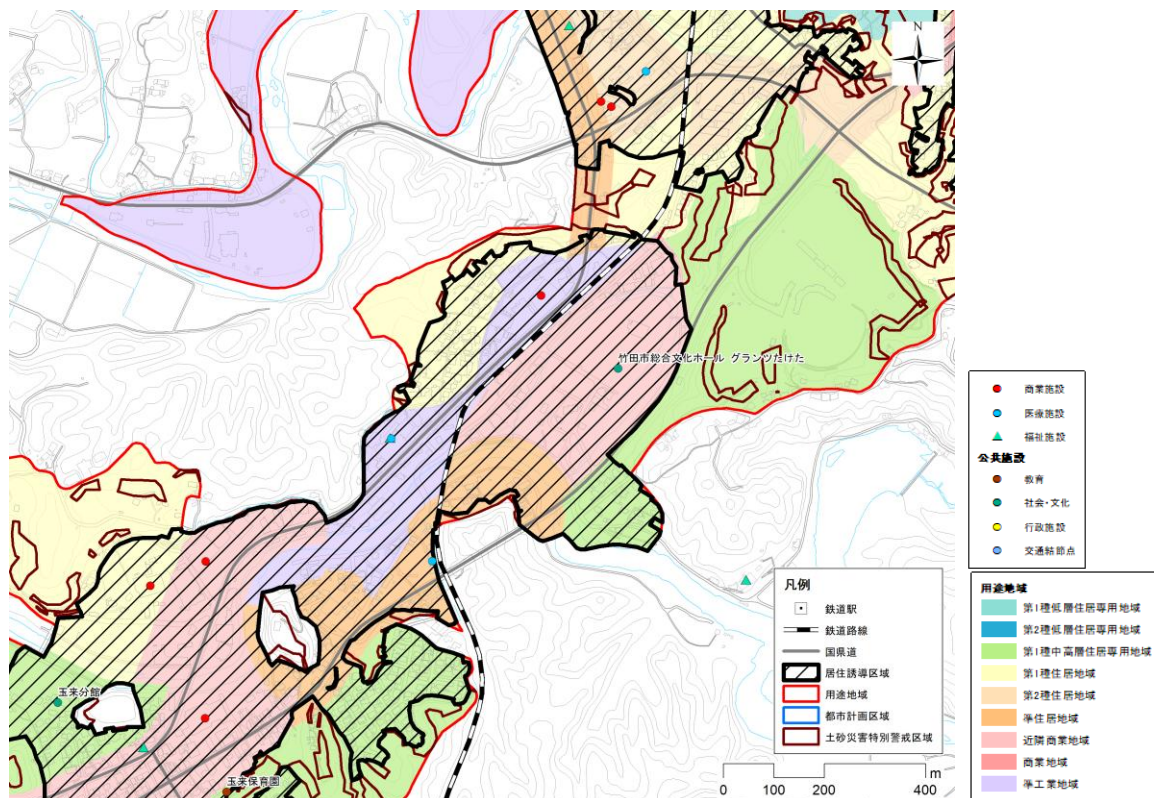 N
竹田市総合文化ホール グランツたけた
玉来分館
玉来保育園
凡例
鉄道駅
鉄道路線
国県道
居住誘導区域
用途地域
都市計画区域
土砂災害特別警戒区域
0 100 200 400
m
商業施設
医療施設
福祉施設
公共施設
教育
社会・文化
行政施設
交通結節点
用途地域
第1種低層住居専用地域
第2種低層住居専用地域
第1種中高層住居専用地域
第1種住居地域
第2種住居地域
準住居地域
近隣商業地域
商業地域
準工業地域